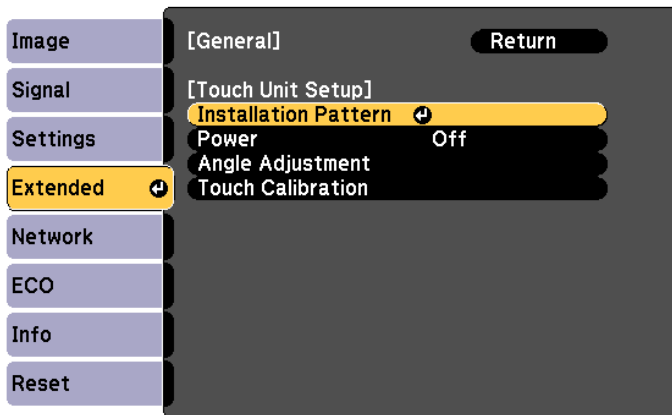 Image
Signal
Settings
Extended
Network
ECO
Info
Reset
[General] Return
[Touch Unit Setup]
Installation Pattern
Power Off
Angle Adjustment
Touch Calibration